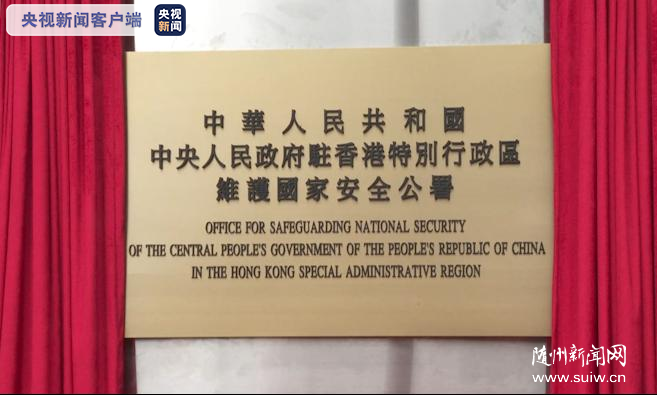 央视新闻客户端
央视
新闻
中華人民共和國
中央人民政府駐香港特別行政區
維護國家安全公署
OFFICE FOR SAFEGUARDING NATIONAL SECURITY
OF THE CENTRAL PEOPLE'S GOVERNMENT OF THE PEOPLE'S REPUBLIC OF CHINA
IN THE HONG KONG SPECIAL ADMINISTRATIVE REGION
随州新闻网
www.suiw.cn